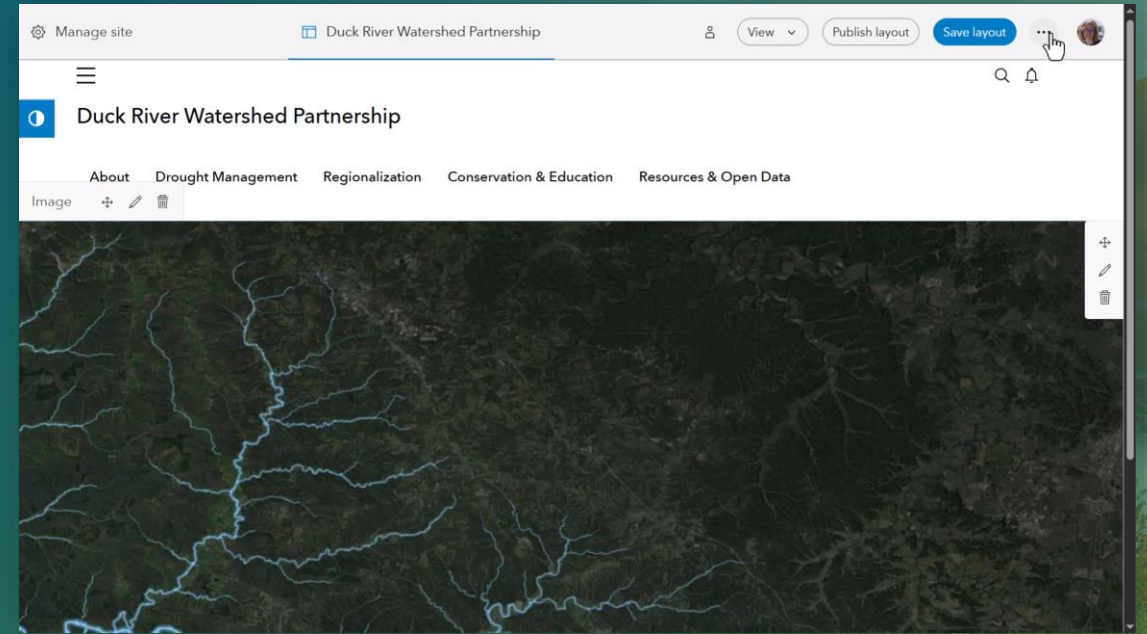 Manage site
Duck River Watershed Partnership
View
Publish layout
Save layout
Duck River Watershed Partnership
About Drought Management Regionalization Conservation & Education Resources & Open Data
Image